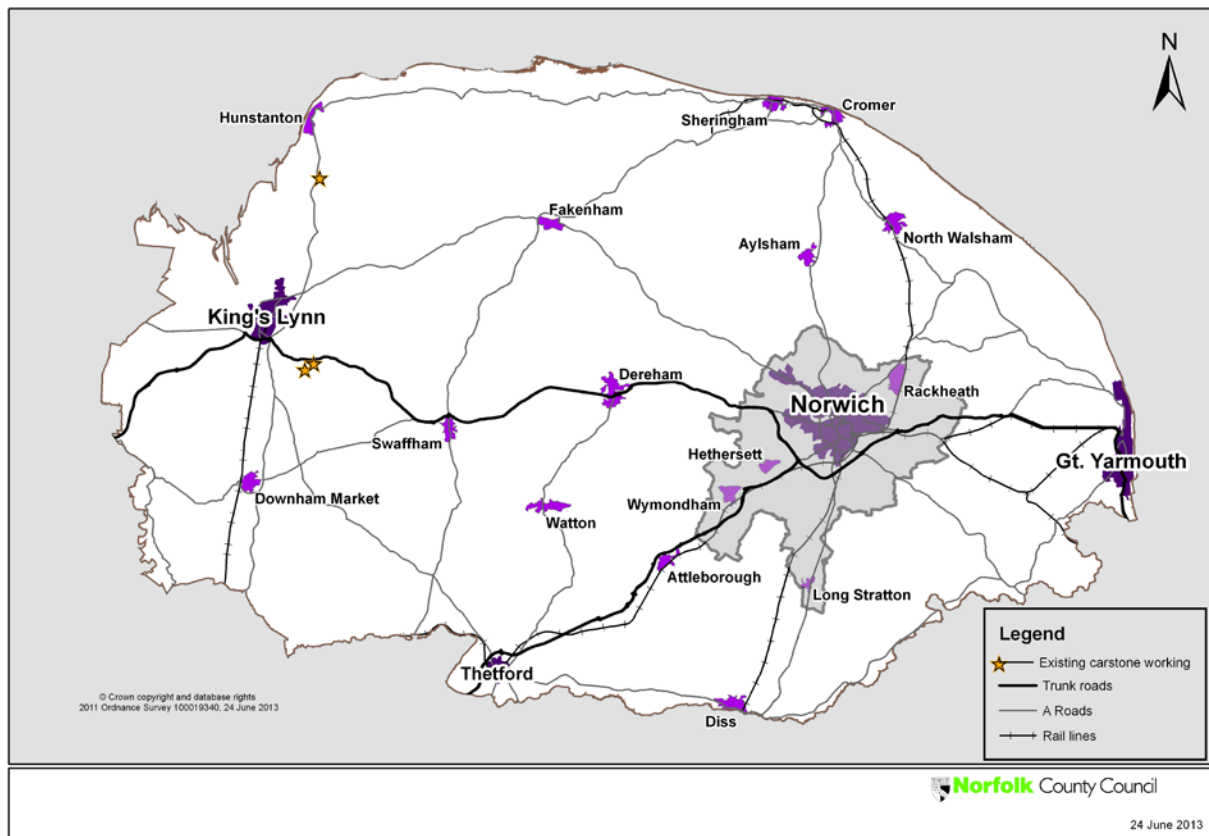 N
Cromer
Sheringham
Hunstanton
Fakenham
Aylsham
North Walsham
King's Lynn
Dereham
Rackheath
Norwich
Swaffham
Hethersett
Gt. Yarmouth
Downham Market
Wymondham
Watton
Attleborough
Long Stratton
Thetford
Diss
© Crown copyright and database rights
2011 Ordnance Survey 100019340, 24 June 2013
Legend
Existing carstone working
Trunk roads
A Roads
Rail lines
Norfolk County Council
24 June 2013